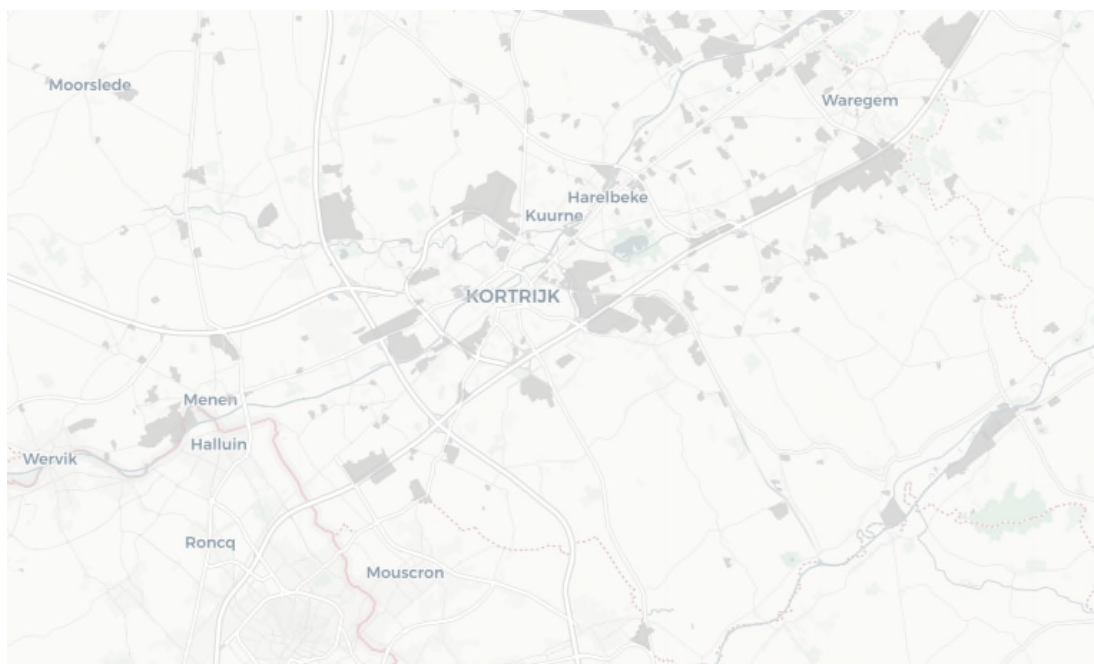 Moorslede
Waregem
Harelbeke
Kuurne
KORTRIJK
Menen
Halluin
Wervik
Roncq
Mouscron